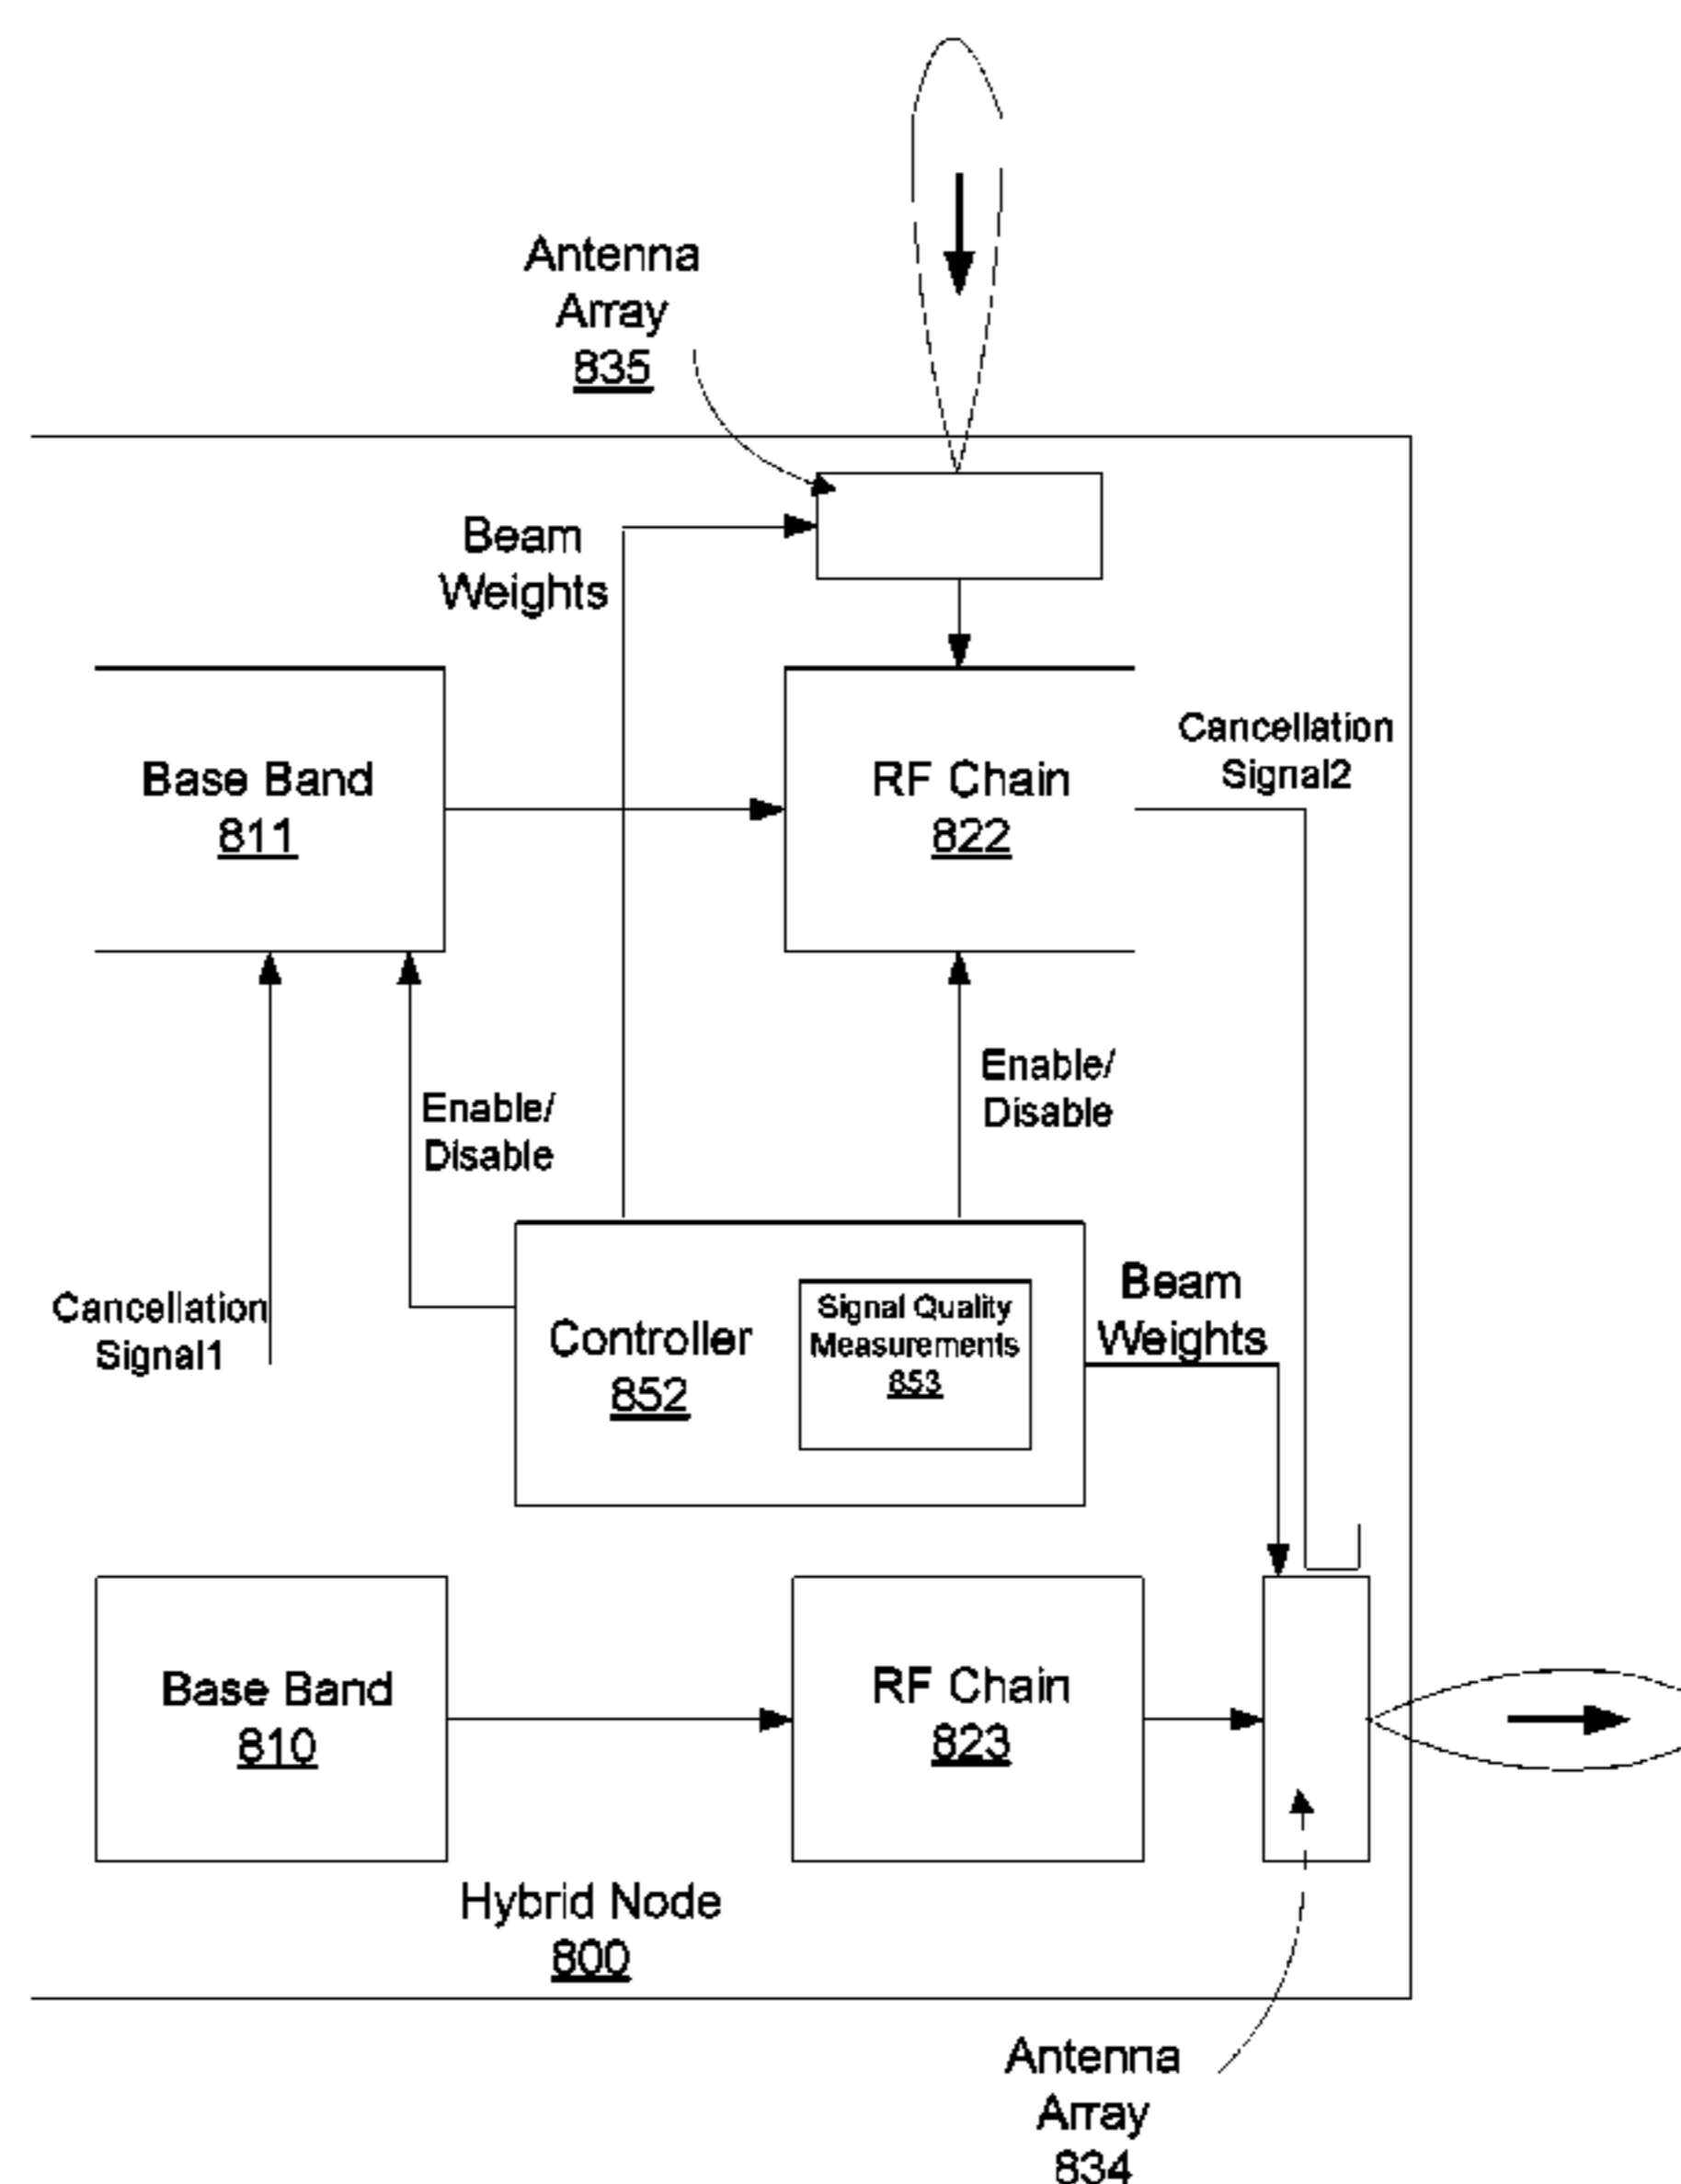 Antenna
Array
835
Beam
Weights
Base Band
811
RF Chain
822
Cancellation
Signal2
Enable/
Disable
Enable/
Disable
Cancellation
Signal1
Controller
852
Signal Quality
Measurements
853
Beam
Weights
Base Band
810
RF Chain
823
Hybrid Node
800
Antenna
Array
834